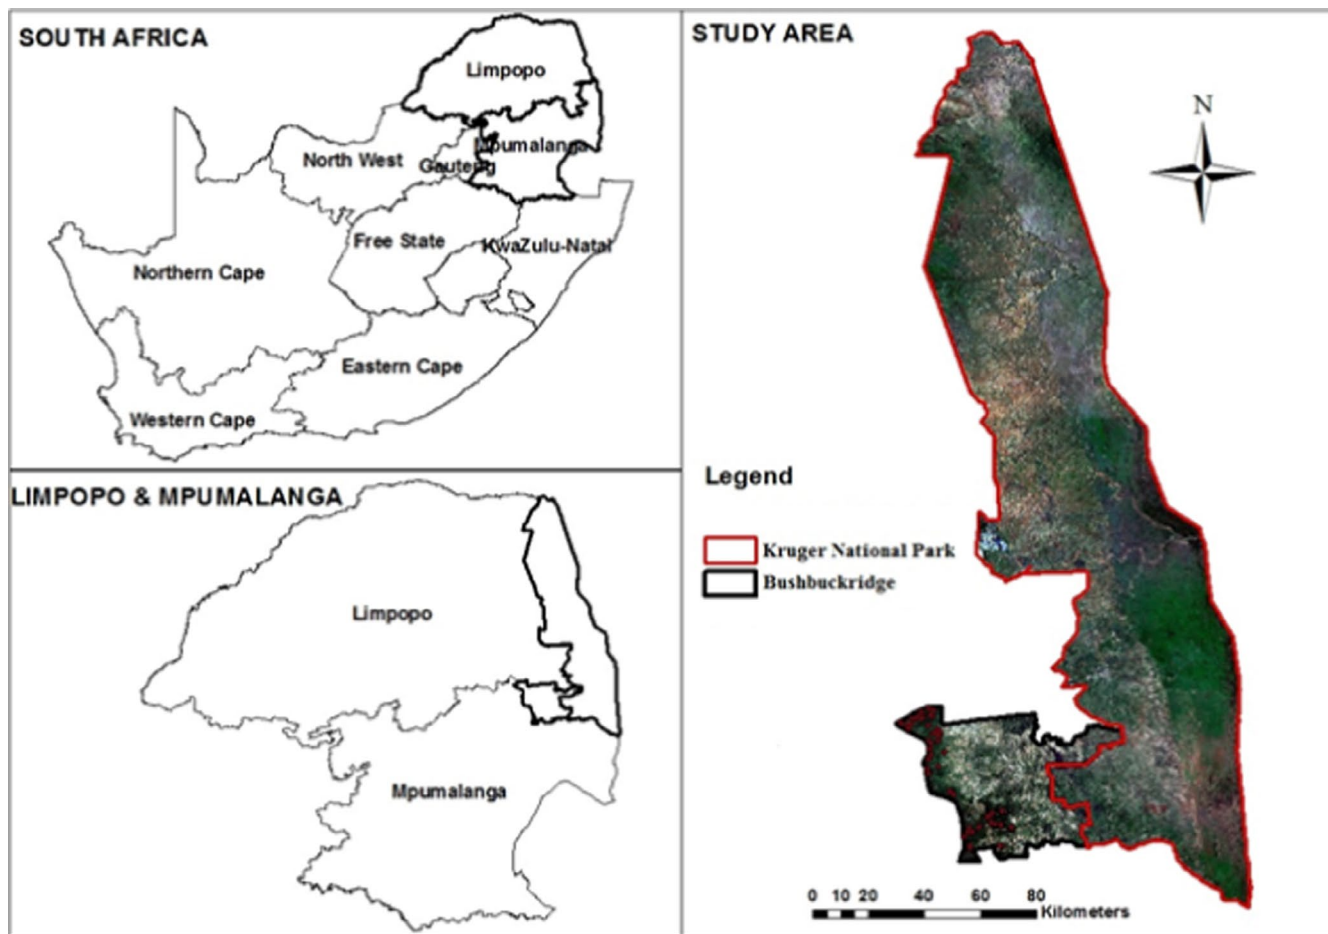 SOUTH AFRICA
Limpopo
Mpumalanga
North West
Gauteng
Free State
KwaZulu-Natal
Northern Cape
Eastern Cape
Western Cape
LIMPOPO & MPUMALANGA
Limpopo
Mpumalanga
STUDY AREA
N
Legend
Kruger National Park
Bushbuckridge
0 10 20 40 60 80
Kilometers